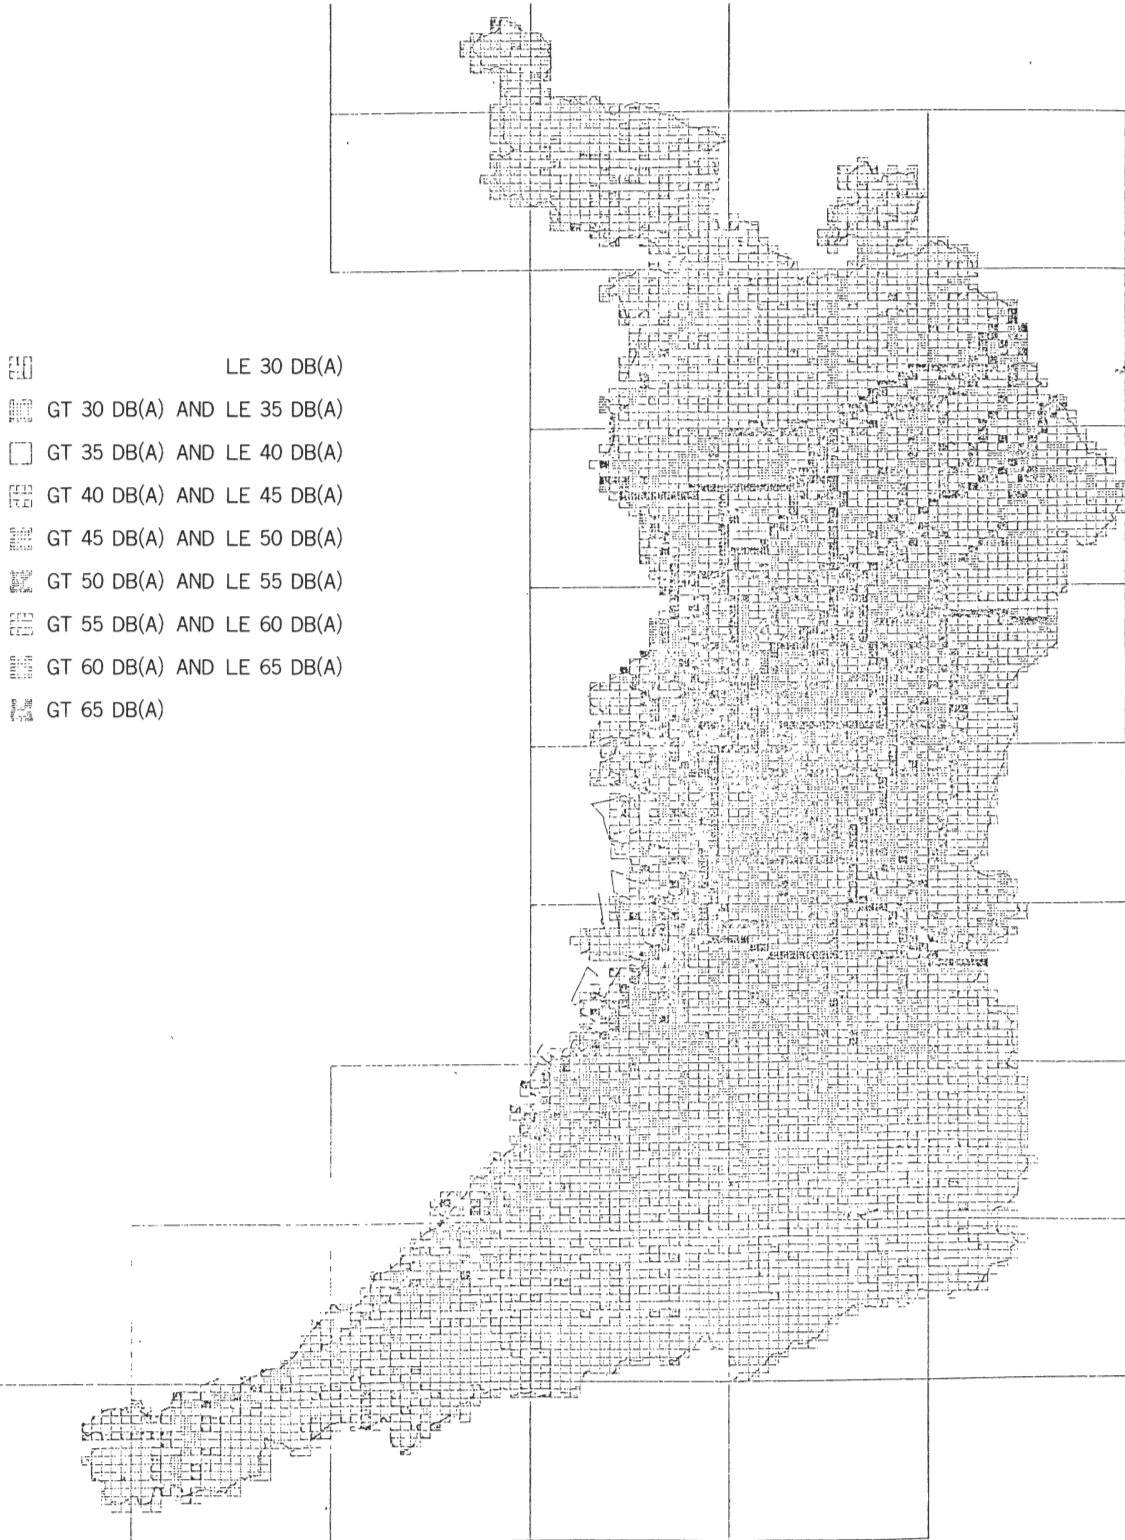 LE 30 DB(A)
GT 30 DB(A) AND LE 35 DB(A)
GT 35 DB(A) AND LE 40 DB(A)
GT 40 DB(A) AND LE 45 DB(A)
GT 45 DB(A) AND LE 50 DB(A)
GT 50 DB(A) AND LE 55 DB(A)
GT 55 DB(A) AND LE 60 DB(A)
GT 60 DB(A) AND LE 65 DB(A)
GT 65 DB(A)